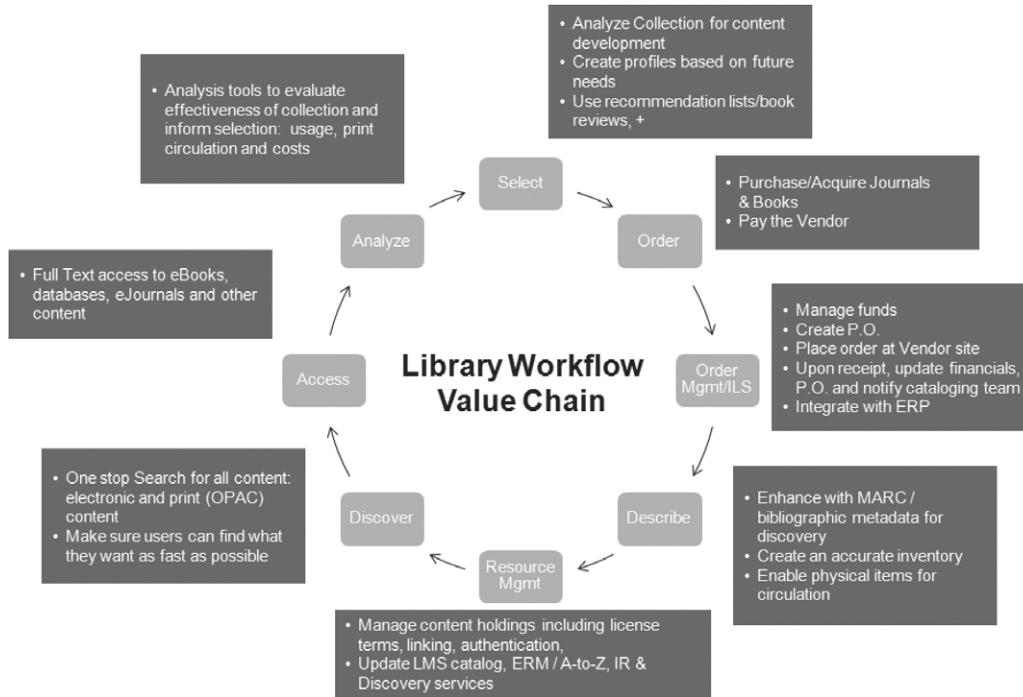 • Analyze Collection for content
development
• Create profiles based on future
needs
• Use recommendation lists/book
reviews, +
• Analysis tools to evaluate
effectiveness of collection and
inform selection: usage, print
circulation and costs
Select
• Purchase/Acquire Journals
& Books
• Pay the Vendor
Analyze
Order
• Full Text access to eBooks,
databases, eJournals and other
content
• Manage funds
• Create P.O.
• Place order at Vendor site
• Upon receipt, update financials,
P.O. and notify cataloging team
• Integrate with ERP
Access
Library Workflow
Value Chain
Order
Mgmt/ILS
• One stop Search for all content:
electronic and print (OPAC)
content
• Make sure users can find what
they want as fast as possible
Discover
Describe
• Enhance with MARC /
bibliographic metadata for
discovery
• Create an accurate inventory
• Enable physical items for
circulation
Resource
Mgmt
• Manage content holdings including license
terms, linking, authentication,
• Update LMS catalog, ERM / A-to-Z, IR &
Discovery services